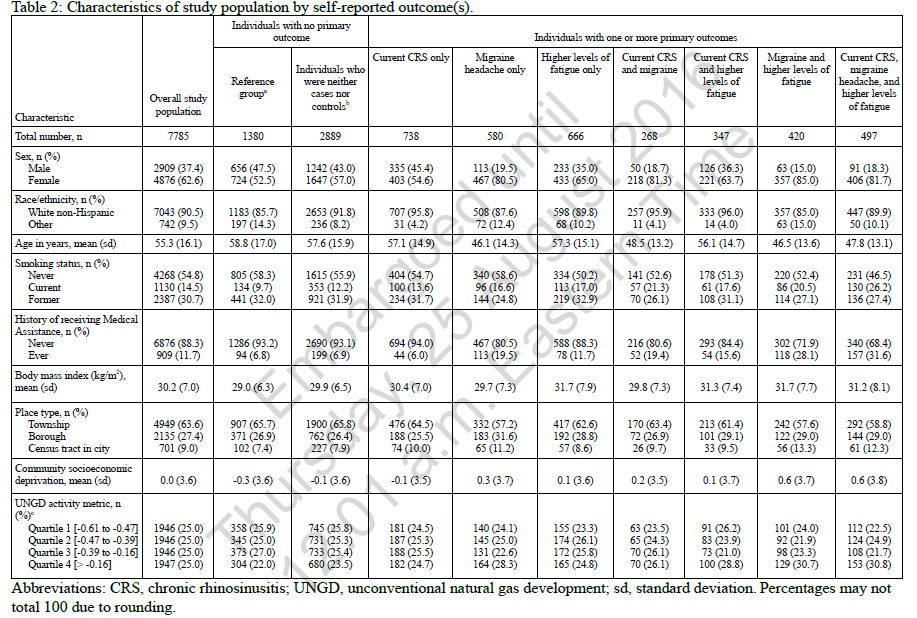 Table 2: Characteristics of study population by self-reported outcome(s).
Individuals with no primary outcome Individuals with one or more primary outcomes
Characteristic Overall study population Reference groupᵃ Individuals who were neither cases nor controlsᵇ Current CRS only Migraine headache only Higher levels of fatigue only Current CRS and migraine Current CRS and higher levels of fatigue Migraine and higher levels of fatigue Current CRS, migraine headache, and higher levels of fatigue
Total number, n 7785 1380 2889 738 580 666 268 347 420 497
Sex, n (%)
Male 2909 (37.4) 656 (47.5) 1242 (43.0) 335 (45.4) 113 (19.5) 233 (35.0) 50 (18.7) 126 (36.3) 63 (15.0) 91 (18.3)
Female 4876 (62.6) 724 (52.5) 1647 (57.0) 403 (54.6) 467 (80.5) 433 (65.0) 218 (81.3) 221 (63.7) 357 (85.0) 406 (81.7)
Race/ethnicity, n (%)
White non-Hispanic 7043 (90.5) 1183 (85.7) 2653 (91.8) 707 (95.8) 508 (87.6) 598 (89.8) 257 (95.9) 333 (96.0) 357 (85.0) 447 (89.9)
Other 742 (9.5) 197 (14.3) 236 (8.2) 31 (4.2) 72 (12.4) 68 (10.2) 11 (4.1) 14 (4.0) 63 (15.0) 50 (10.1)
Age in years, mean (sd) 55.3 (16.1) 58.8 (17.0) 57.6 (15.9) 57.1 (14.9) 46.1 (14.3) 57.3 (15.1) 48.5 (13.2) 56.1 (14.7) 46.5 (13.6) 47.8 (13.1)
Smoking status, n (%)
Never 4268 (54.8) 805 (58.3) 1615 (55.9) 404 (54.7) 340 (58.6) 334 (50.2) 141 (52.6) 178 (51.3) 220 (52.4) 231 (46.5)
Current 1130 (14.5) 134 (9.7) 353 (12.2) 100 (13.6) 96 (16.6) 113 (17.0) 57 (21.3) 61 (17.6) 86 (20.5) 130 (26.2)
Former 2387 (30.7) 441 (32.0) 921 (31.9) 234 (31.7) 144 (24.8) 219 (32.9) 70 (26.1) 108 (31.1) 114 (27.1) 136 (27.4)
History of receiving Medical
Assistance, n (%)
Never 6876 (88.3) 1286 (93.2) 2690 (93.1) 694 (94.0) 467 (80.5) 588 (88.3) 216 (80.6) 293 (84.4) 302 (71.9) 340 (68.4)
Ever 909 (11.7) 94 (6.8) 199 (6.9) 44 (6.0) 113 (19.5) 78 (11.7) 52 (19.4) 54 (15.6) 118 (28.1) 157 (31.6)
Body mass index (kg/m²),
mean (sd) 30.2 (7.0) 29.0 (6.3) 29.9 (6.5) 30.4 (7.0) 29.7 (7.3) 31.7 (7.9) 29.8 (7.3) 31.3 (7.4) 31.7 (7.7) 31.2 (8.1)
Place type, n (%)
Township 4949 (63.6) 907 (65.7) 1900 (65.8) 476 (64.5) 332 (57.2) 417 (62.6) 170 (63.4) 213 (61.4) 242 (57.6) 292 (58.8)
Borough 2135 (27.4) 371 (26.9) 762 (26.4) 188 (25.5) 183 (31.6) 192 (28.8) 72 (26.9) 101 (29.1) 122 (29.0) 144 (29.0)
Census tract in city 701 (9.0) 102 (7.4) 227 (7.9) 74 (10.0) 65 (11.2) 57 (8.6) 26 (9.7) 33 (9.5) 56 (13.3) 61 (12.3)
Community socioeconomic
deprivation, mean (sd) 0.0 (3.6) -0.3 (3.6) -0.1 (3.6) -0.1 (3.5) 0.3 (3.7) 0.1 (3.6) 0.2 (3.5) 0.1 (3.7) 0.6 (3.7) 0.6 (3.8)
UNGD activity metric, n
(%)ᶜ
Quartile 1 [-0.61 to -0.47] 1946 (25.0) 358 (25.9) 745 (25.8) 181 (24.5) 140 (24.1) 155 (23.3) 63 (23.5) 91 (26.2) 101 (24.0) 112 (22.5)
Quartile 2 [-0.47 to -0.39] 1946 (25.0) 345 (25.0) 731 (25.3) 187 (25.3) 145 (25.0) 174 (26.1) 65 (24.3) 83 (23.9) 92 (21.9) 124 (24.9)
Quartile 3 [-0.39 to -0.16] 1946 (25.0) 373 (27.0) 733 (25.4) 188 (25.5) 131 (22.6) 172 (25.8) 70 (26.1) 73 (21.0) 98 (23.3) 108 (21.7)
Quartile 4 [> -0.16] 1947 (25.0) 304 (22.0) 680 (23.5) 182 (24.7) 164 (28.3) 165 (24.8) 70 (26.1) 100 (28.8) 129 (30.7) 153 (30.8)
Abbreviations: CRS, chronic rhinosinusitis; UNGD, unconventional natural gas development; sd, standard deviation. Percentages may not
total 100 due to rounding.
Embargoed until
Thursday, 25 August 2016
12:01 a.m. Eastern Time